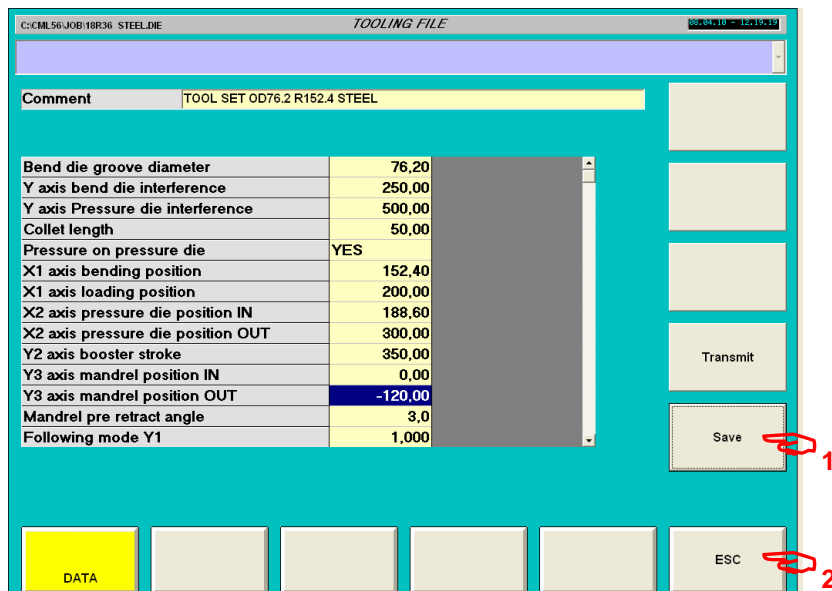 C:\CML56\JOB\18R36 STEEL.DIE TOOLING FILE 08.04.10 - 12.19.19
Comment TOOL SET OD76.2 R152.4 STEEL
Bend die groove diameter 76,20
Y axis bend die interference 250,00
Y axis Pressure die interference 500,00
Collet length 50,00
Pressure on pressure die YES
X1 axis bending position 152,40
X1 axis loading position 200,00
X2 axis pressure die position IN 188,60
X2 axis pressure die position OUT 300,00
Y2 axis booster stroke 350,00
Y3 axis mandrel position IN 0,00
Y3 axis mandrel position OUT -120,00
Mandrel pre retract angle 3,0
Following mode Y1 1,000
Transmit
Save 1
DATA
ESC 2